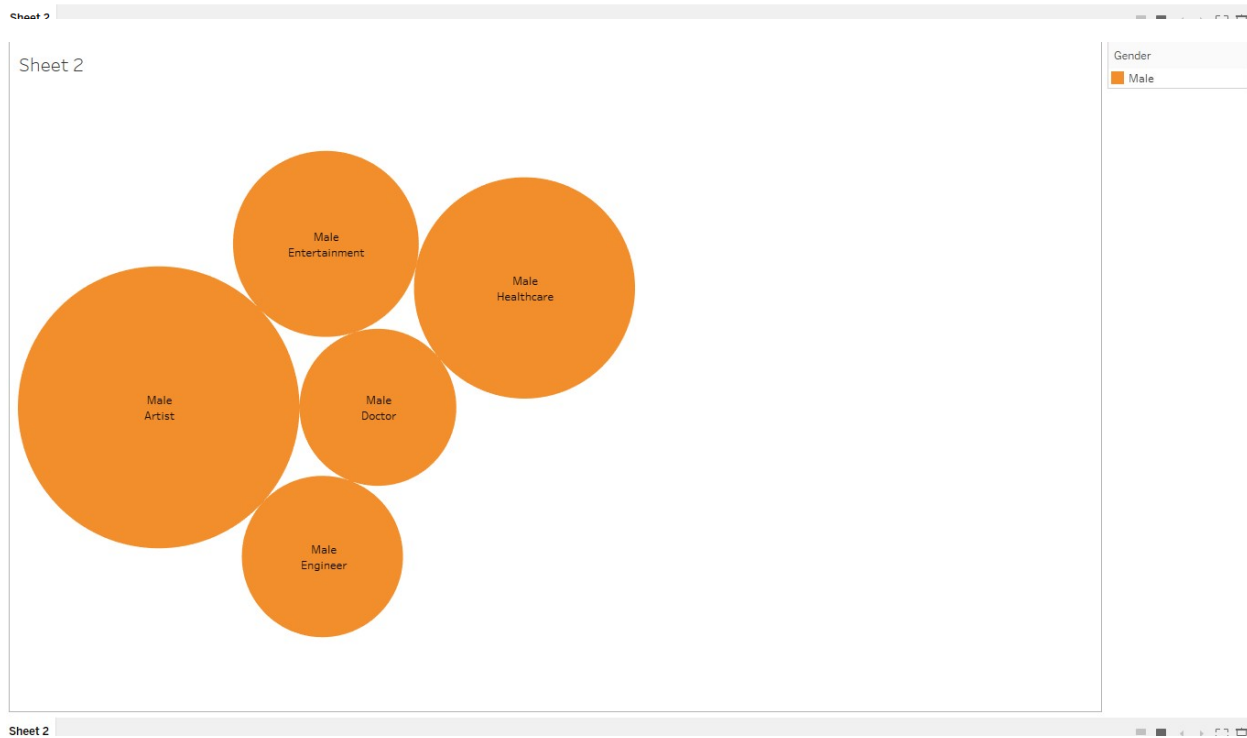 Sheet 2
Sheet 2
Gender
Male
Male
Entertainment
Male
Healthcare
Male
Artist
Male
Doctor
Male
Engineer
Sheet 2